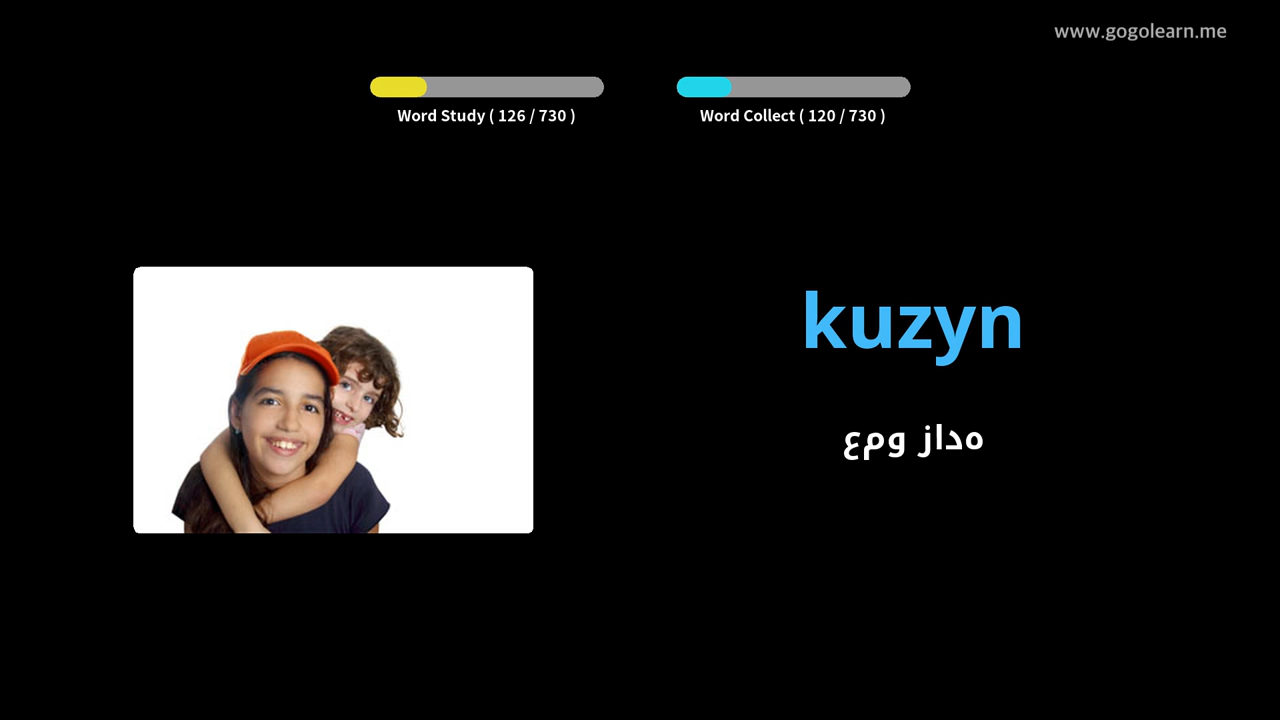 www.gogolearn.me
Word Study ( 126 / 730 )
Word Collect ( 120 / 730 )
kuzyn
عمو زاده